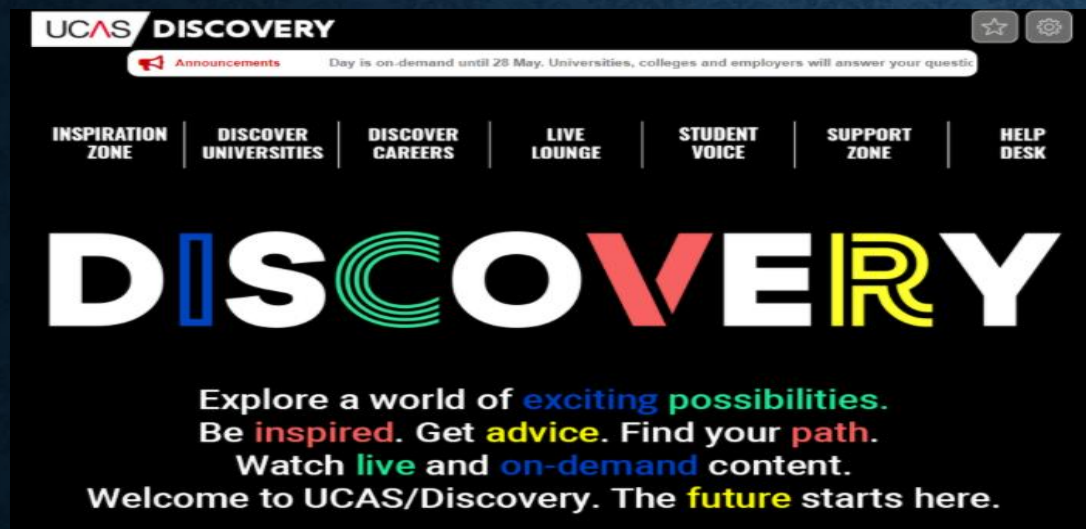 UCAS DISCOVERY
Announcements Day is on-demand until 28 May. Universities, colleges and employers will answer your questic
INSPIRATION ZONE
DISCOVER UNIVERSITIES
DISCOVER CAREERS
LIVE LOUNGE
STUDENT VOICE
SUPPORT ZONE
HELP DESK
DISCOVERY
Explore a world of exciting possibilities.
Be inspired. Get advice. Find your path.
Watch live and on-demand content.
Welcome to UCAS/Discovery. The future starts here.